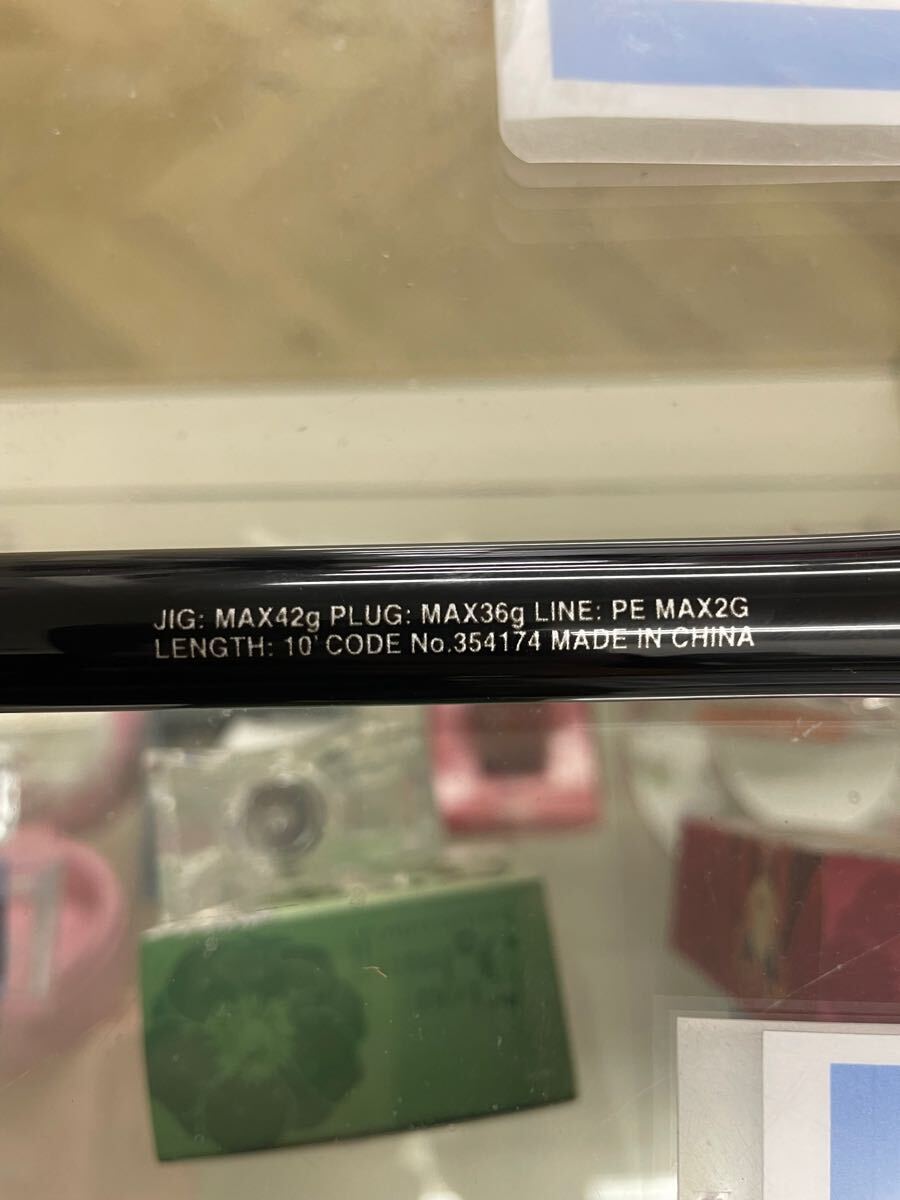 JIG: MAX42g PLUG: MAX36g LINE: PE MAX2G
LENGTH: 10' CODE No.354174 MADE IN CHINA